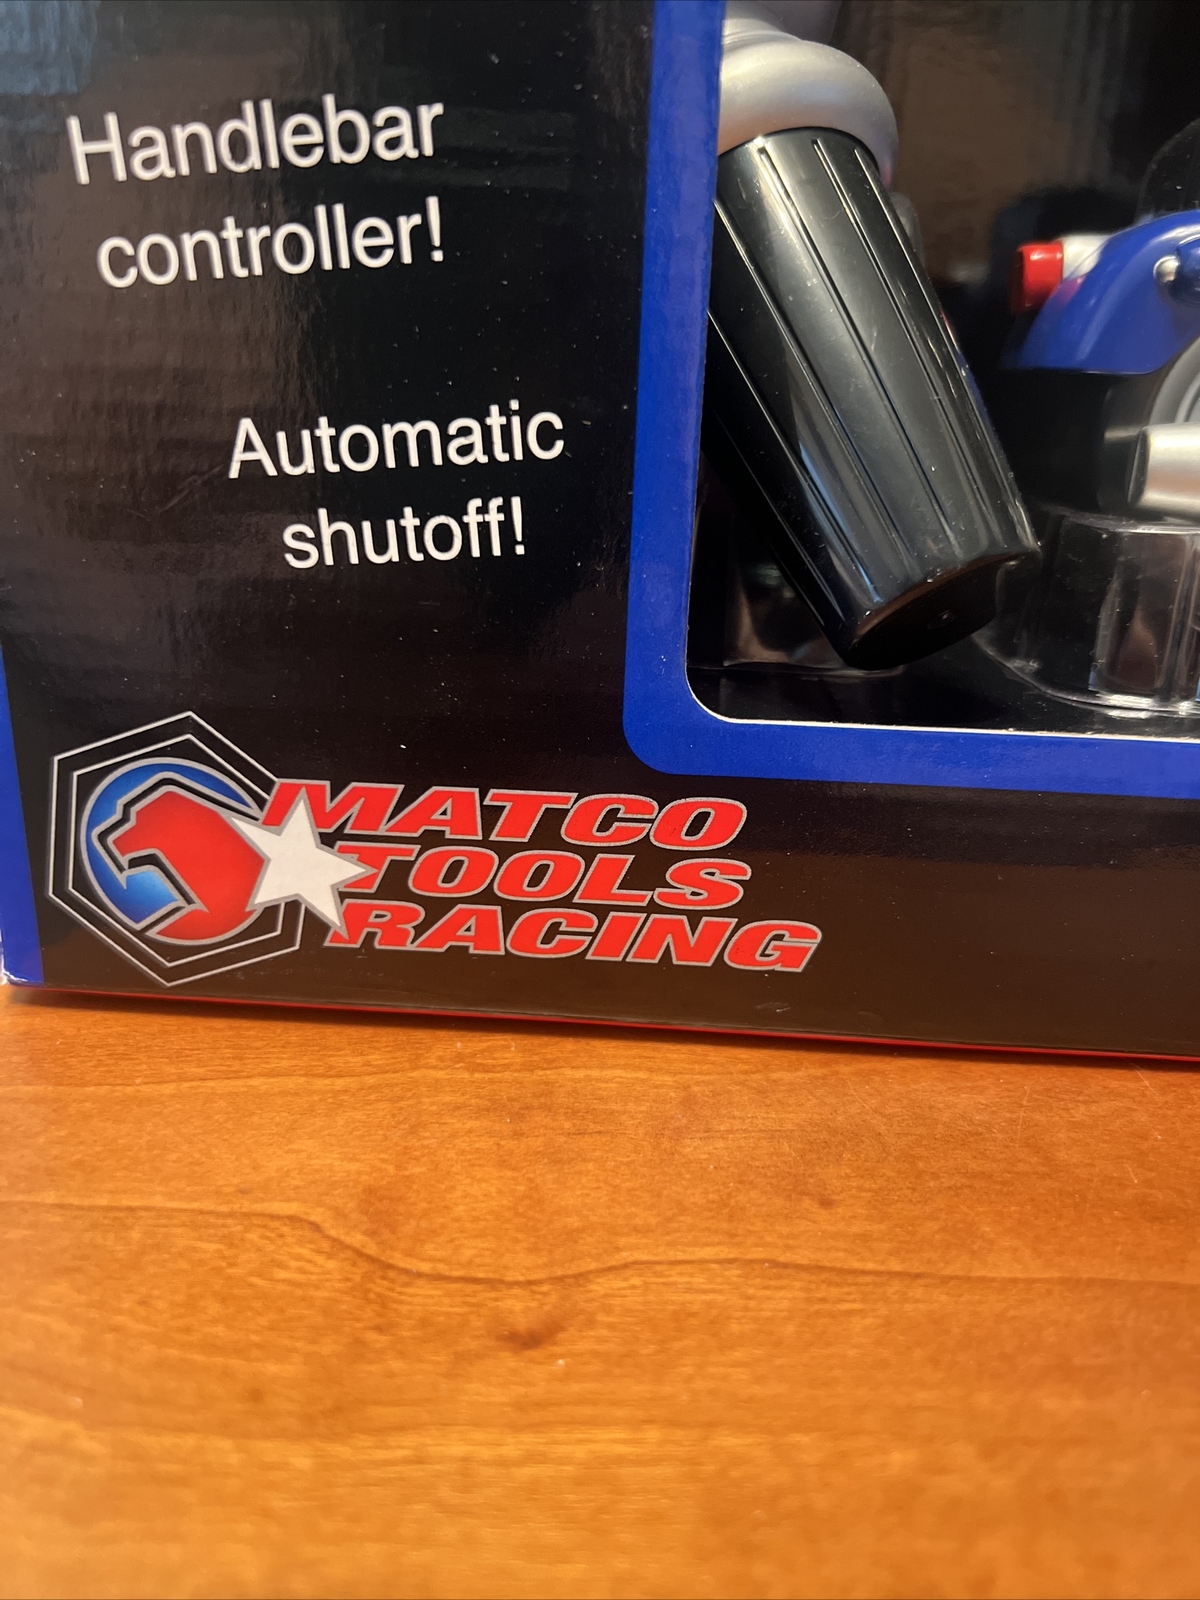 Handlebar
controller!
Automatic
shutoff!
MATCO
TOOLS
RACING